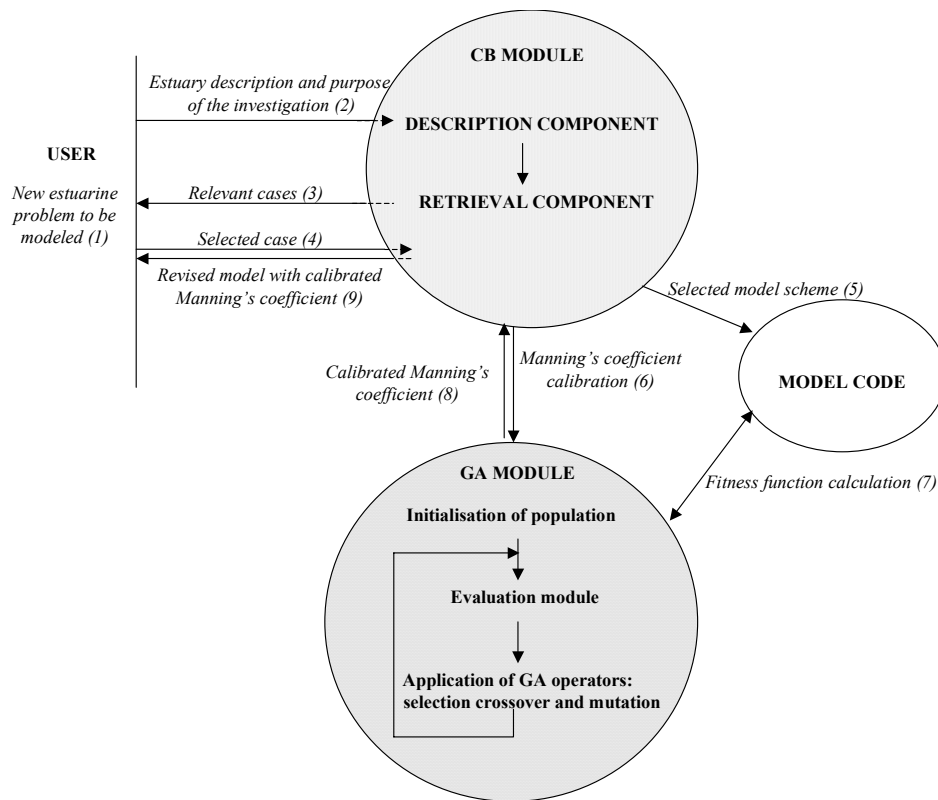 CB MODULE
Estuary description and purpose
of the investigation (2)
DESCRIPTION COMPONENT
USER
New estuarine
problem to be
modeled (1)
Relevant cases (3)
RETRIEVAL COMPONENT
Selected case (4)
Revised model with calibrated
Manning's coefficient (9)
Selected model scheme (5)
Calibrated Manning's
coefficient (8)
Manning's coefficient
calibration (6)
MODEL CODE
GA MODULE
Fitness function calculation (7)
Initialisation of population
Evaluation module
Application of GA operators:
selection crossover and mutation